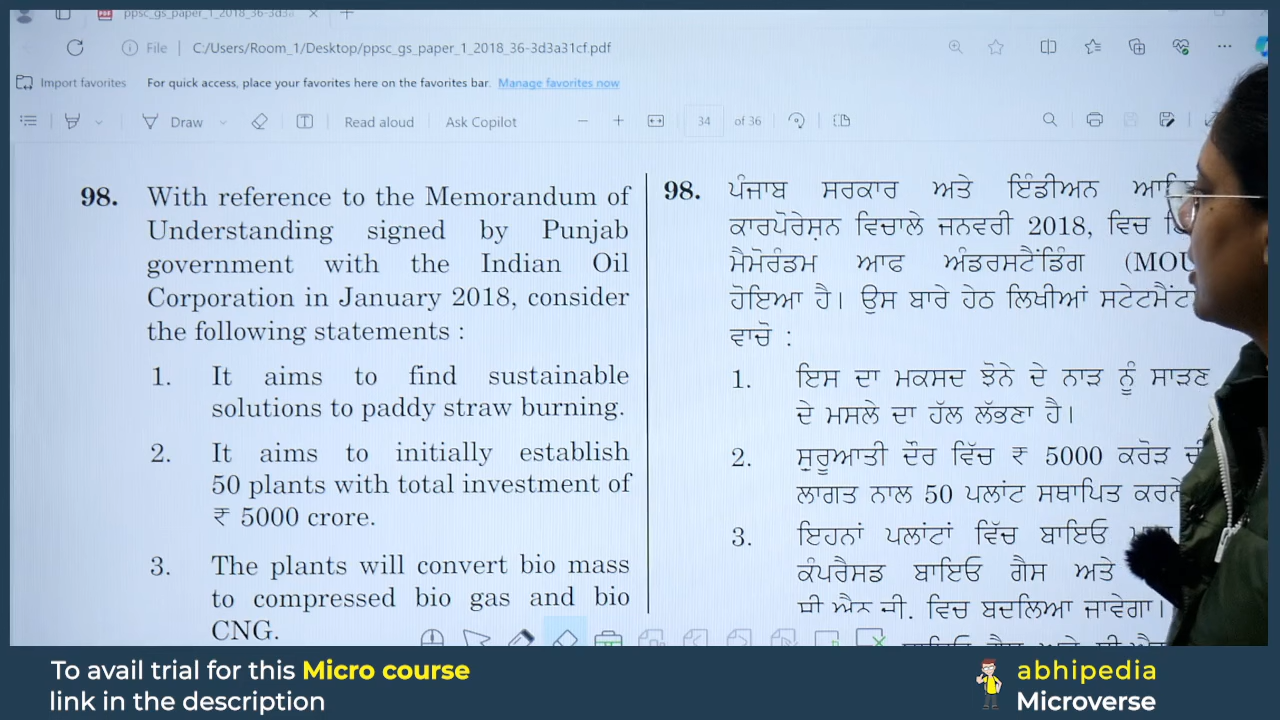 ppsc_gs_paper_1_2018_36-3d3a
File C:/Users/Room_1/Desktop/ppsc_gs_paper_1_2018_36-3d3a31cf.pdf
Import favorites For quick access, place your favorites here on the favorites bar. Manage favorites now
Draw Read aloud Ask Copilot 34 of 36
98. With reference to the Memorandum of
Understanding signed by Punjab
government with the Indian Oil
Corporation in January 2018, consider
the following statements :
1. It aims to find sustainable
solutions to paddy straw burning.
2. It aims to initially establish
50 plants with total investment of
₹ 5000 crore.
3. The plants will convert bio mass
to compressed bio gas and bio
CNG.
98. ਪੰਜਾਬ ਸਰਕਾਰ ਅਤੇ ਇੰਡੀਅਨ
ਕਾਰਪੋਰੇਸ਼ਨ ਵਿਚਾਲੇ ਜਨਵਰੀ 2018, ਵਿਚ
ਮੈਮੋਰੰਡਮ ਆਫ ਅੰਡਰਸਟੈਂਡਿੰਗ (MOU
ਹੋਇਆ ਹੈ। ਉਸ ਬਾਰੇ ਹੇਠ ਲਿਖੀਆਂ ਸਟੇਟਮੈਂਟਾਂ
ਵਾਚੋ :
1. ਇਸ ਦਾ ਮਕਸਦ ਝੋਨੇ ਦੇ ਨਾੜ ਨੂੰ ਸਾੜਣ
ਦੇ ਮਸਲੇ ਦਾ ਹੱਲ ਲੱਭਣਾ ਹੈ।
2. ਸ਼ੁਰੂਆਤੀ ਦੌਰ ਵਿੱਚ ₹ 5000 ਕਰੋੜ ਦੀ
ਲਾਗਤ ਨਾਲ 50 ਪਲਾਂਟ ਸਥਾਪਿਤ ਕਰਨੇ
3. ਇਹਨਾਂ ਪਲਾਂਟਾਂ ਵਿੱਚ ਬਾਇਓ
ਕੰਪਰੈਸਡ ਬਾਇਓ ਗੈਸ ਅਤੇ
ਸੀ.ਐਨ.ਜੀ. ਵਿਚ ਬਦਲਿਆ ਜਾਵੇਗਾ।
To avail trial for this Micro course
link in the description
abhipedia
Microverse